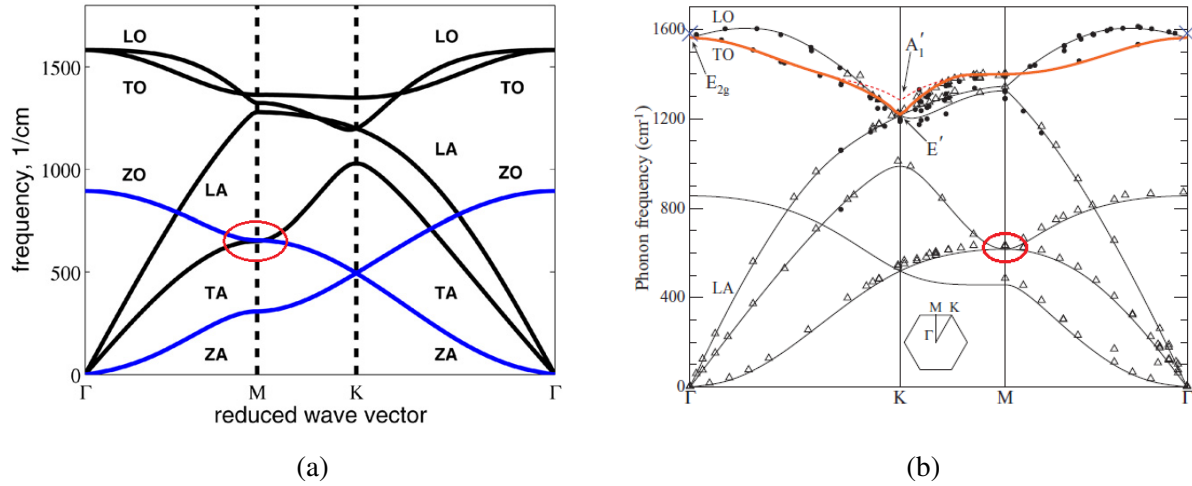 LO
TO
ZO
LA
TA
ZA
LO
TO
LA
ZO
TA
ZA
1500
1000
500
0
Γ
M
K
Γ
frequency, 1/cm
reduced wave vector
(a)
LO
TO
E2g
A1′
E′
LA
M K
Γ
1600
1200
800
400
0
Γ
K
M
Γ
Phonon frequency (cm⁻¹)
(b)